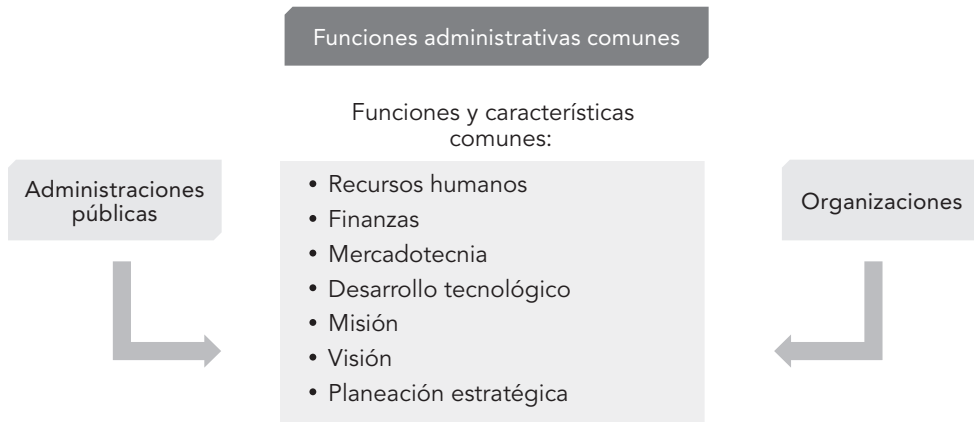 Funciones administrativas comunes
Funciones y características
comunes:
Administraciones
públicas
• Recursos humanos
• Finanzas
• Mercadotecnia
• Desarrollo tecnológico
• Misión
• Visión
• Planeación estratégica
Organizaciones